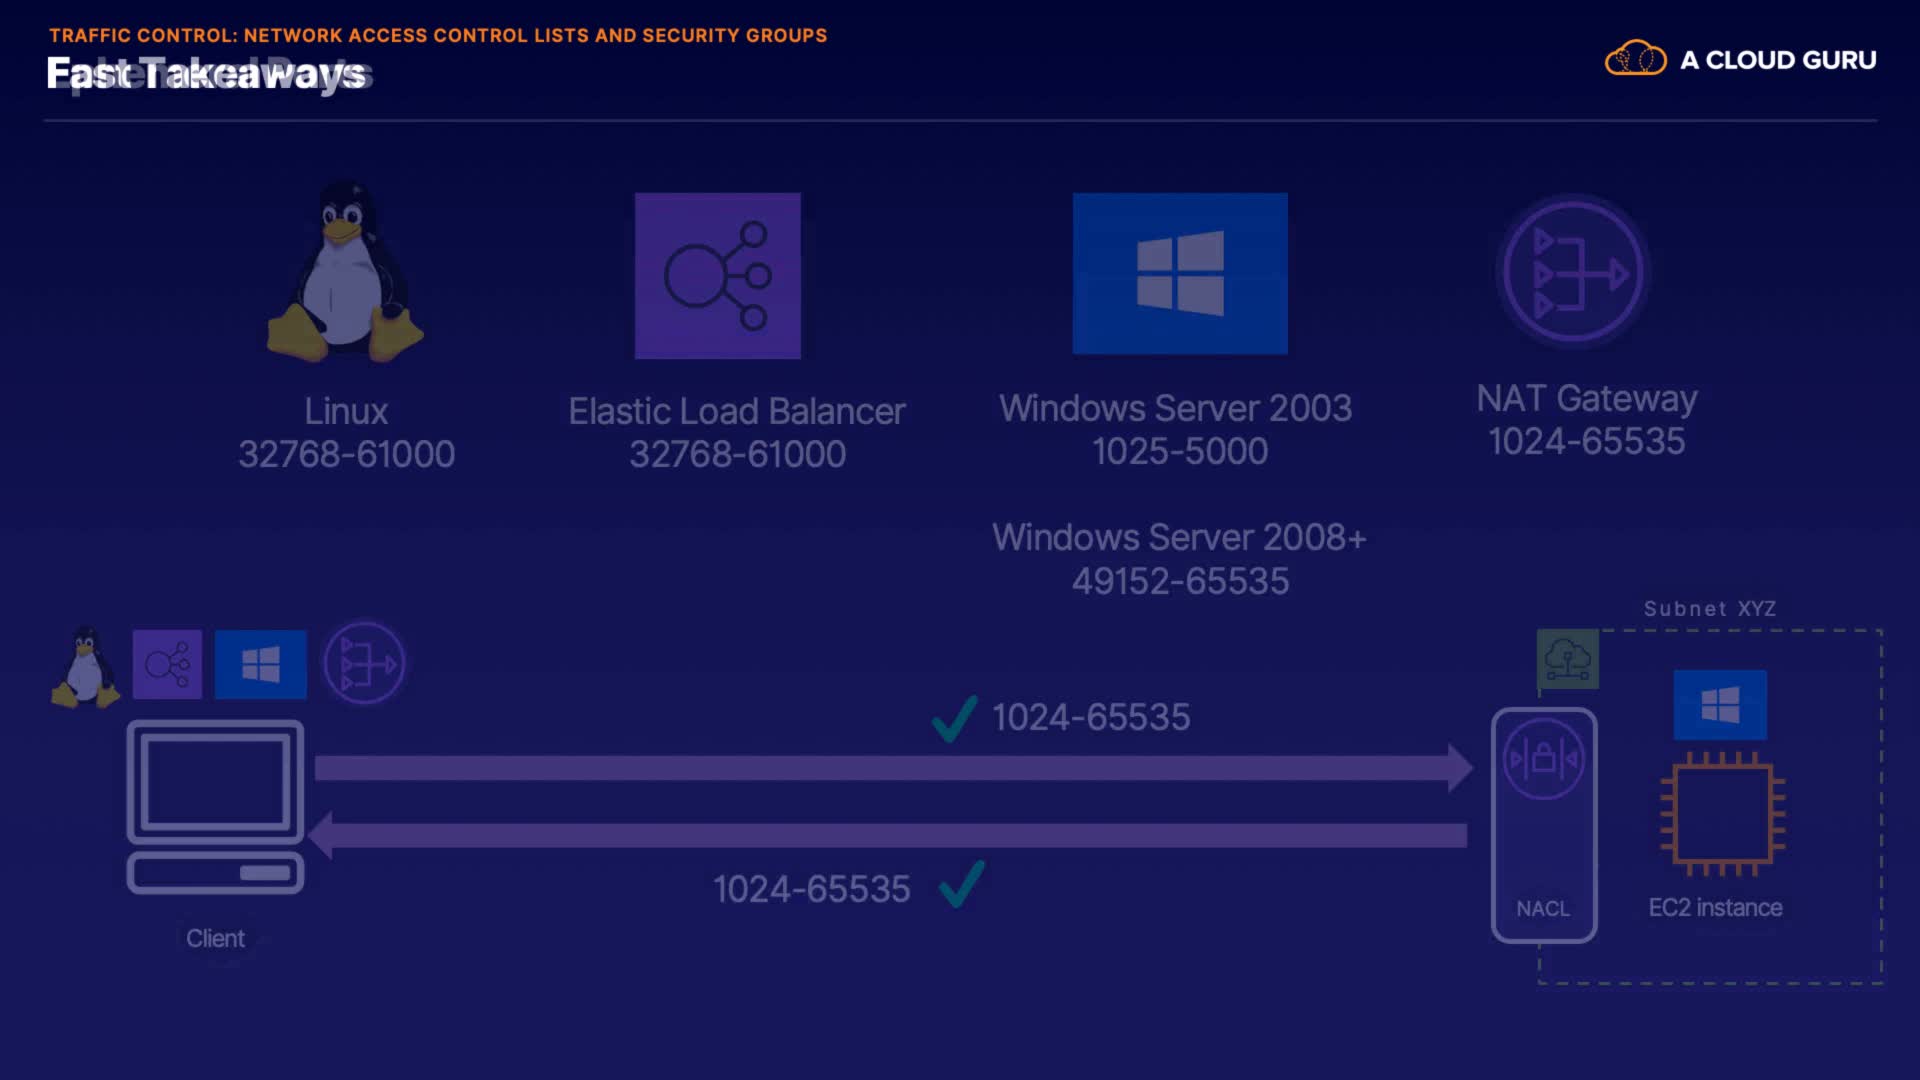 TRAFFIC CONTROL: NETWORK ACCESS CONTROL LISTS AND SECURITY GROUPS
Fast Takeaways
A CLOUD GURU
Linux
32768-61000
Elastic Load Balancer
32768-61000
Windows Server 2003
1025-5000
NAT Gateway
1024-65535
Windows Server 2008+
49152-65535
Subnet XYZ
1024-65535
1024-65535
NACL
EC2 instance
Client